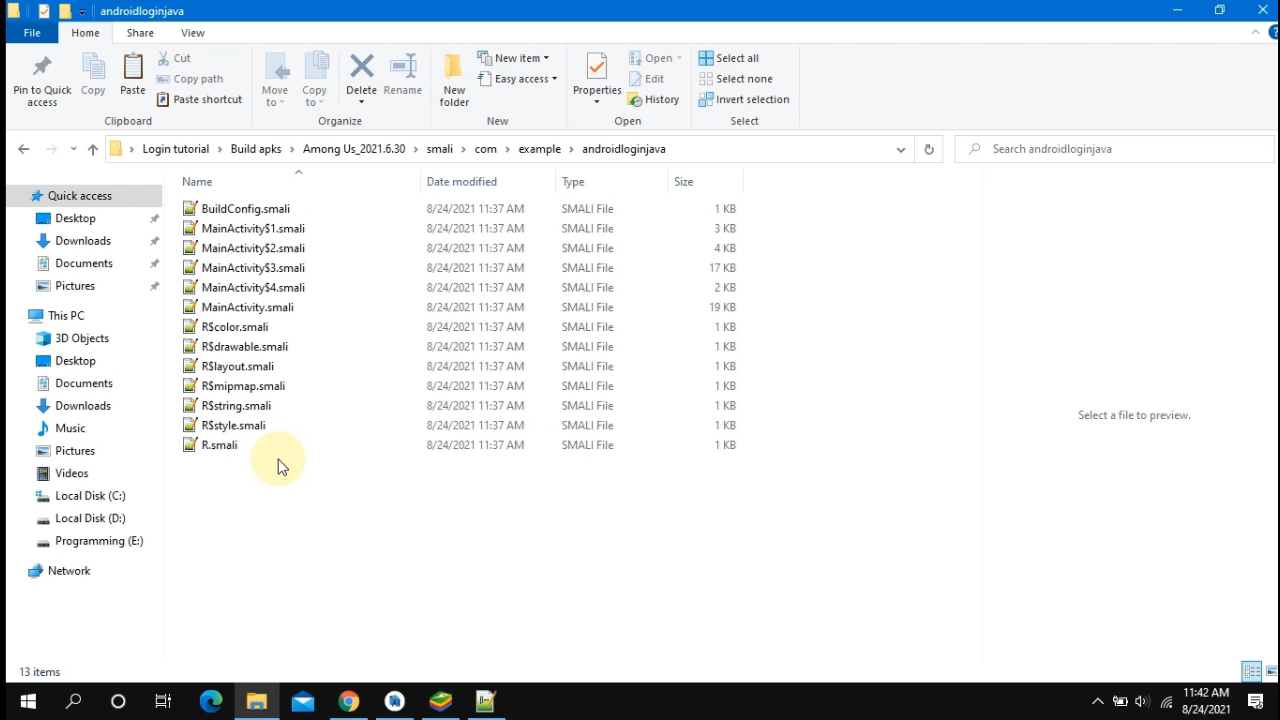 androidloginjava
File Home Share View
Pin to Quick access
Copy
Paste
Cut
Copy path
Paste shortcut
Clipboard
Move to
Copy to
Delete
Rename
Organize
New folder
New item
Easy access
New
Properties
Open
Edit
History
Open
Select all
Select none
Invert selection
Select
Login tutorial Build apks Among Us_2021.6.30 smali com example androidloginjava
Search androidloginjava
Quick access
Desktop
Downloads
Documents
Pictures
This PC
3D Objects
Desktop
Documents
Downloads
Music
Pictures
Videos
Local Disk (C:)
Local Disk (D:)
Programming (E:)
Network
Name Date modified Type Size
BuildConfig.smali 8/24/2021 11:37 AM SMALI File 1 KB
MainActivity$1.smali 8/24/2021 11:37 AM SMALI File 3 KB
MainActivity$2.smali 8/24/2021 11:37 AM SMALI File 4 KB
MainActivity$3.smali 8/24/2021 11:37 AM SMALI File 17 KB
MainActivity$4.smali 8/24/2021 11:37 AM SMALI File 2 KB
MainActivity.smali 8/24/2021 11:37 AM SMALI File 19 KB
R$color.smali 8/24/2021 11:37 AM SMALI File 1 KB
R$drawable.smali 8/24/2021 11:37 AM SMALI File 1 KB
R$layout.smali 8/24/2021 11:37 AM SMALI File 1 KB
R$mipmap.smali 8/24/2021 11:37 AM SMALI File 1 KB
R$string.smali 8/24/2021 11:37 AM SMALI File 1 KB
R$style.smali 8/24/2021 11:37 AM SMALI File 1 KB
R.smali 8/24/2021 11:37 AM SMALI File 1 KB
Select a file to preview.
13 items
11:42 AM
8/24/2021